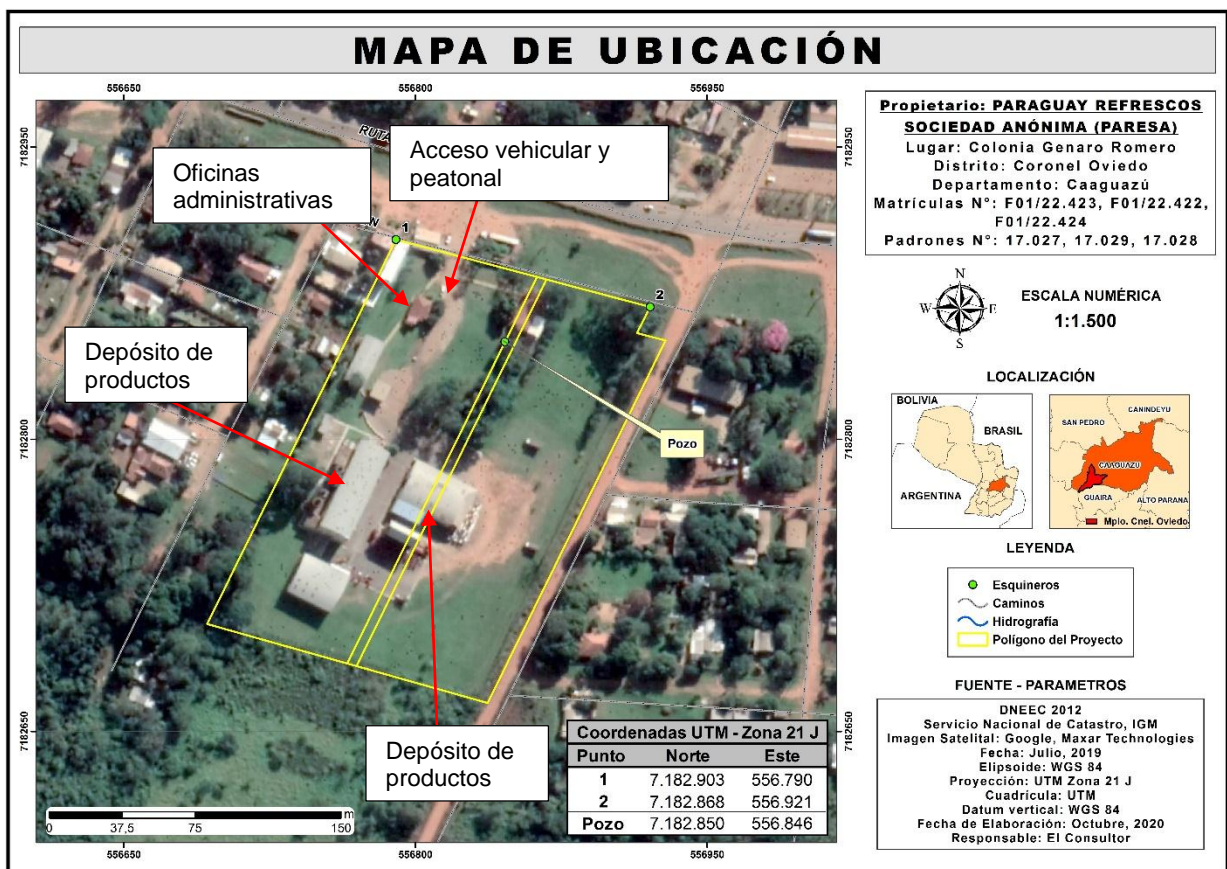 MAPA DE UBICACIÓN
556650
556800
556950
7182950
7182950
RUTA
Acceso vehicular y
peatonal
Oficinas
administrativas
N
1
2
Depósito de
productos
7182800
7182800
Pozo
7182650
7182650
Depósito de
productos
Coordenadas UTM - Zona 21 J
Punto Norte Este
1 7.182.903 556.790
2 7.182.868 556.921
Pozo 7.182.850 556.846
m
0 37,5 75 150
556650
556800
556950
Propietario: PARAGUAY REFRESCOS
SOCIEDAD ANÓNIMA (PARESA)
Lugar: Colonia Genaro Romero
Distrito: Coronel Oviedo
Departamento: Caaguazú
Matrículas N°: F01/22.423, F01/22.422,
F01/22.424
Padrones N°: 17.027, 17.029, 17.028
N
W E
S
ESCALA NUMÉRICA
1:1.500
LOCALIZACIÓN
BOLIVIA
BRASIL
ARGENTINA
CANINDEYU
SAN PEDRO
CAAGUAZU
GUAIRA
ALTO PARANA
Mpio. Cnel. Oviedo
LEYENDA
Esquineros
Caminos
Hidrografía
Polígono del Proyecto
FUENTE - PARAMETROS
DNEEC 2012
Servicio Nacional de Catastro, IGM
Imagen Satelital: Google, Maxar Technologies
Fecha: Julio, 2019
Elipsoide: WGS 84
Proyección: UTM Zona 21 J
Cuadrícula: UTM
Datum vertical: WGS 84
Fecha de Elaboración: Octubre, 2020
Responsable: El Consultor